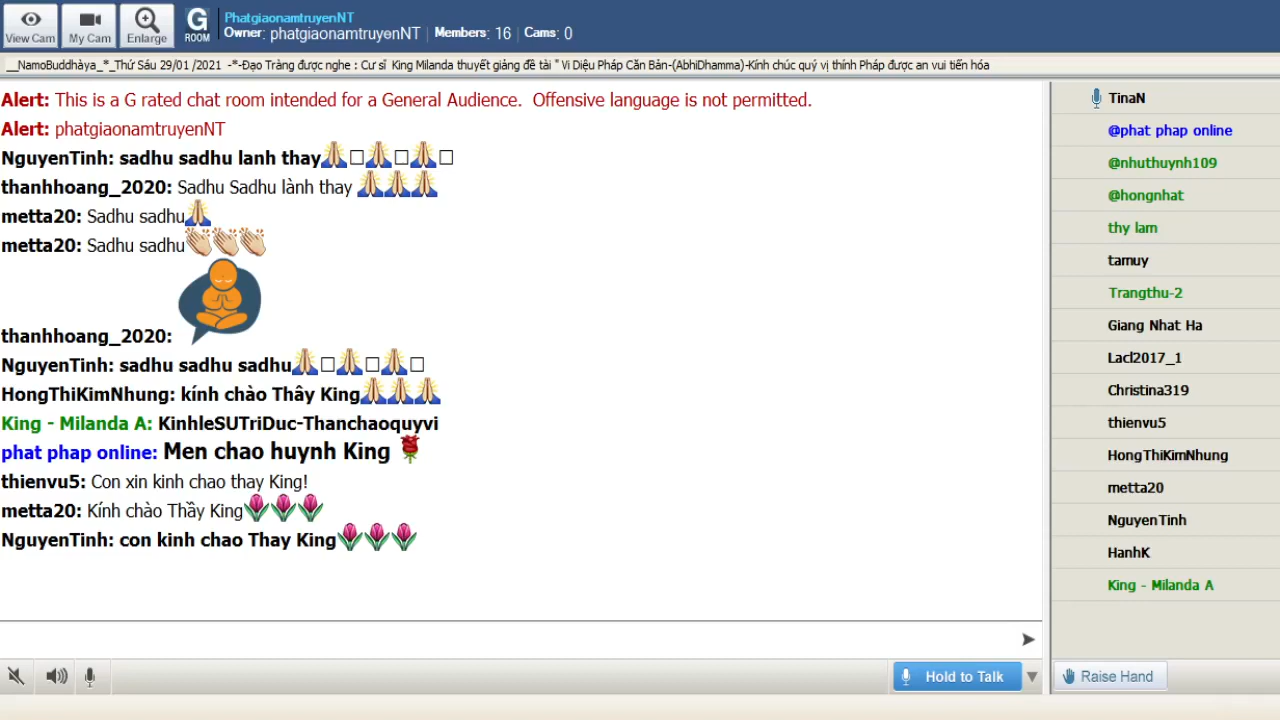 View Cam
My Cam
Enlarge
G
ROOM
PhatgiaonamtruyenNT
Owner: phatgiaonamtruyenNT Members: 16 Cams: 0
__NamoBuddhàya_*_Thứ Sáu 29/01 /2021 -*-Đạo Tràng được nghe : Cư sĩ King Milanda thuyết giảng đề tài " Vi Diệu Pháp Căn Bản-(AbhiDhamma)-Kính chúc quý vị thính Pháp được an vui tiến hóa
Alert: This is a G rated chat room intended for a General Audience. Offensive language is not permitted.
Alert: phatgiaonamtruyenNT
NguyenTinh: sadhu sadhu lanh thay🙏□🙏□🙏□
thanhhoang_2020: Sadhu Sadhu lành thay 🙏🙏🙏
metta20: Sadhu sadhu🙏
metta20: Sadhu sadhu👏👏👏
thanhhoang_2020:
NguyenTinh: sadhu sadhu sadhu🙏□🙏□🙏□
HongThiKimNhung: kính chào Thây King🙏🙏🙏
King - Milanda A: KinhleSUTriDuc-Thanchaoquyvi
phat phap online: Men chao huynh King 🌹
thienvu5: Con xin kinh chao thay King!
metta20: Kính chào Thầy King🌷🌷🌷
NguyenTinh: con kinh chao Thay King🌷🌷🌷
Hold to Talk
TinaN
@phat phap online
@nhuthuynh109
@hongnhat
thy lam
tamuy
Trangthu-2
Giang Nhat Ha
Lacl2017_1
Christina319
thienvu5
HongThiKimNhung
metta20
NguyenTinh
HanhK
King - Milanda A
Raise Hand